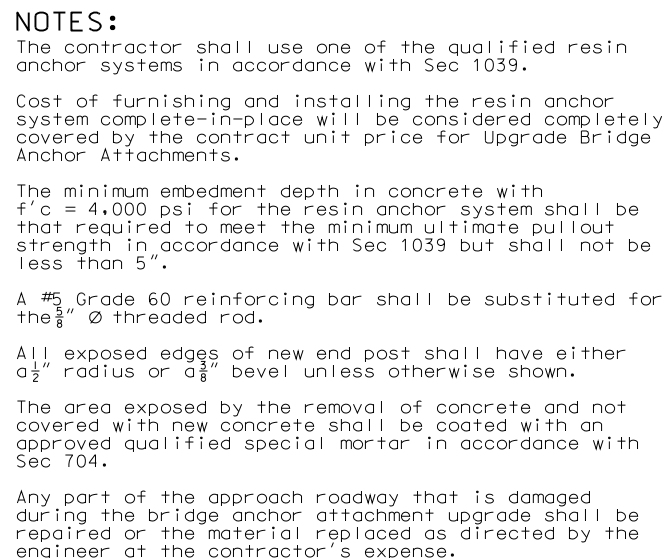 NOTES:
The contractor shall use one of the qualified resin
anchor systems in accordance with Sec 1039.
Cost of furnishing and installing the resin anchor
system complete-in-place will be considered completely
covered by the contract unit price for Upgrade Bridge
Anchor Attachments.
The minimum embedment depth in concrete with
f'c = 4,000 psi for the resin anchor system shall be
that required to meet the minimum ultimate pullout
strength in accordance with Sec 1039 but shall not be
less than 5".
A #5 Grade 60 reinforcing bar shall be substituted for
the 5/8" Ø threaded rod.
All exposed edges of new end post shall have either
a 1/2" radius or a 3/8" bevel unless otherwise shown.
The area exposed by the removal of concrete and not
covered with new concrete shall be coated with an
approved qualified special mortar in accordance with
Sec 704.
Any part of the approach roadway that is damaged
during the bridge anchor attachment upgrade shall be
repaired or the material replaced as directed by the
engineer at the contractor's expense.